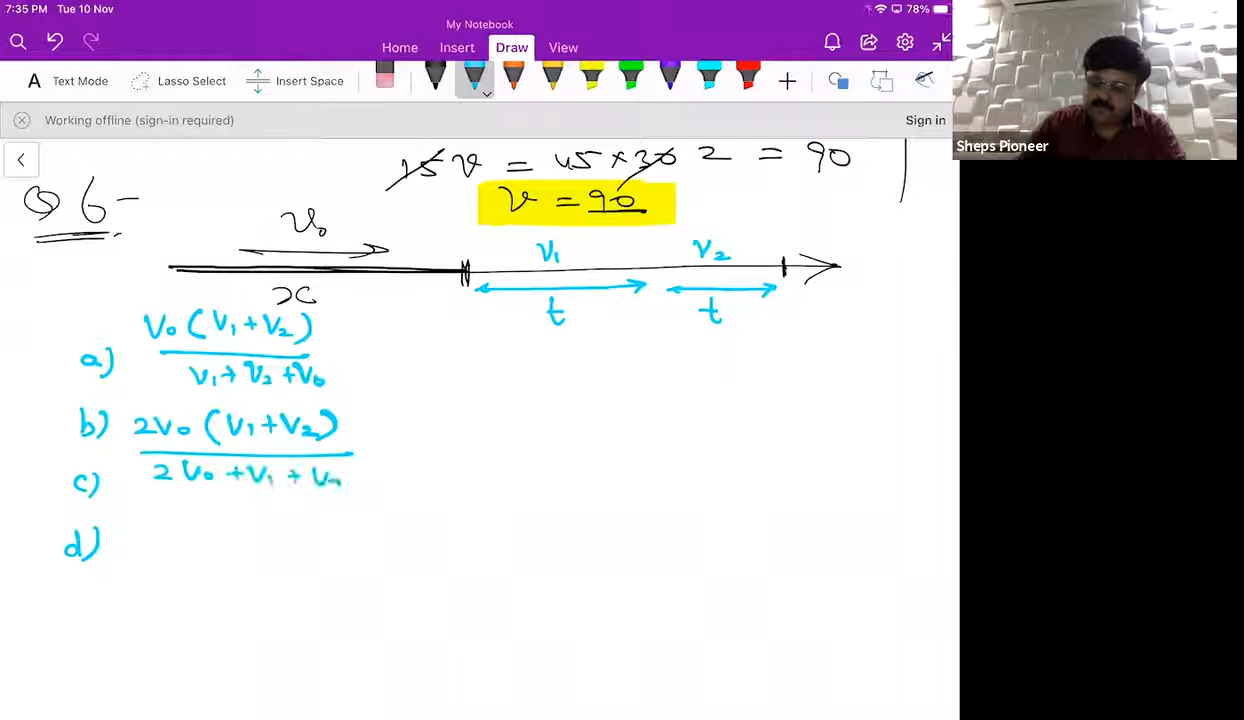 7:35 PM Tue 10 Nov
78%
My Notebook
Home Insert Draw View
Text Mode Lasso Select Insert Space
Working offline (sign-in required) Sign in
Sheps Pioneer
15 v = 45 × 30 2 = 90
v = 90
Q6-
v₀
v₁ v₂
x
t t
a) V₀ (V₁ + V₂)
V₁ + V₂ + V₀
b) 2V₀ (V₁ + V₂)
2V₀ + V₁ + V₂
c)
d)